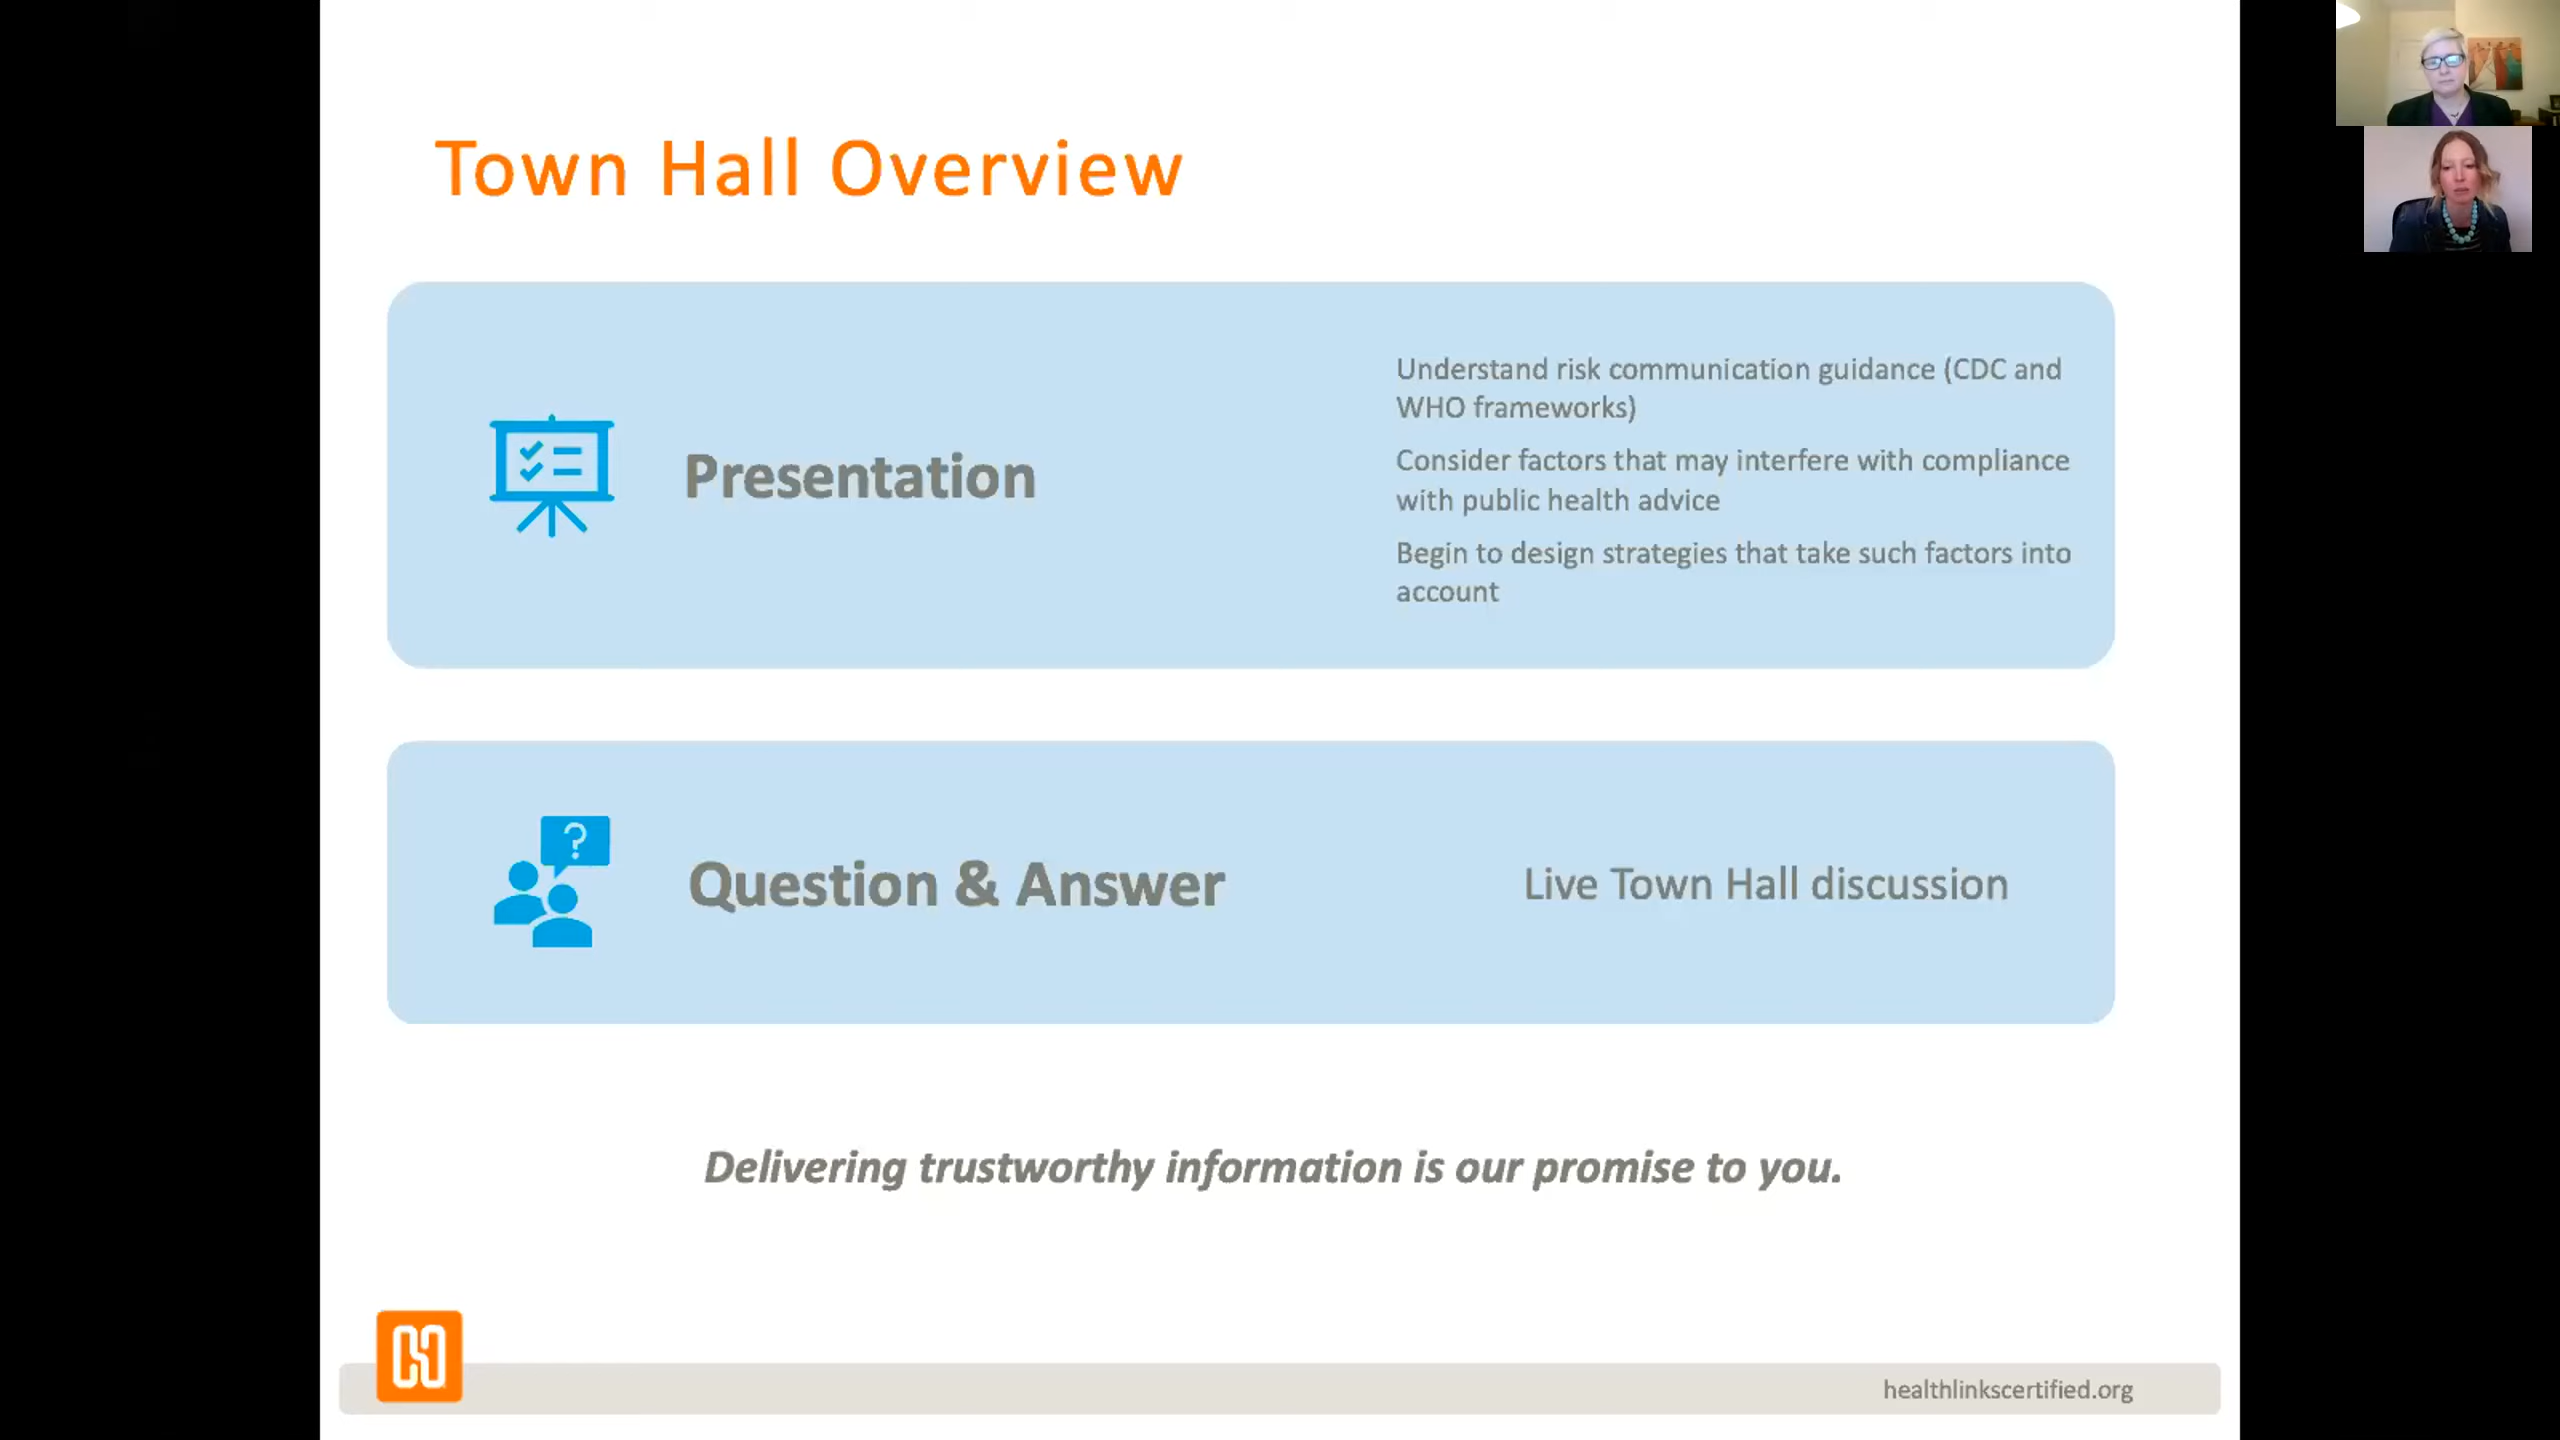 Town Hall Overview
Presentation
Understand risk communication guidance (CDC and
WHO frameworks)
Consider factors that may interfere with compliance
with public health advice
Begin to design strategies that take such factors into
account
?
Question & Answer
Live Town Hall discussion
Delivering trustworthy information is our promise to you.
healthlinkscertified.org